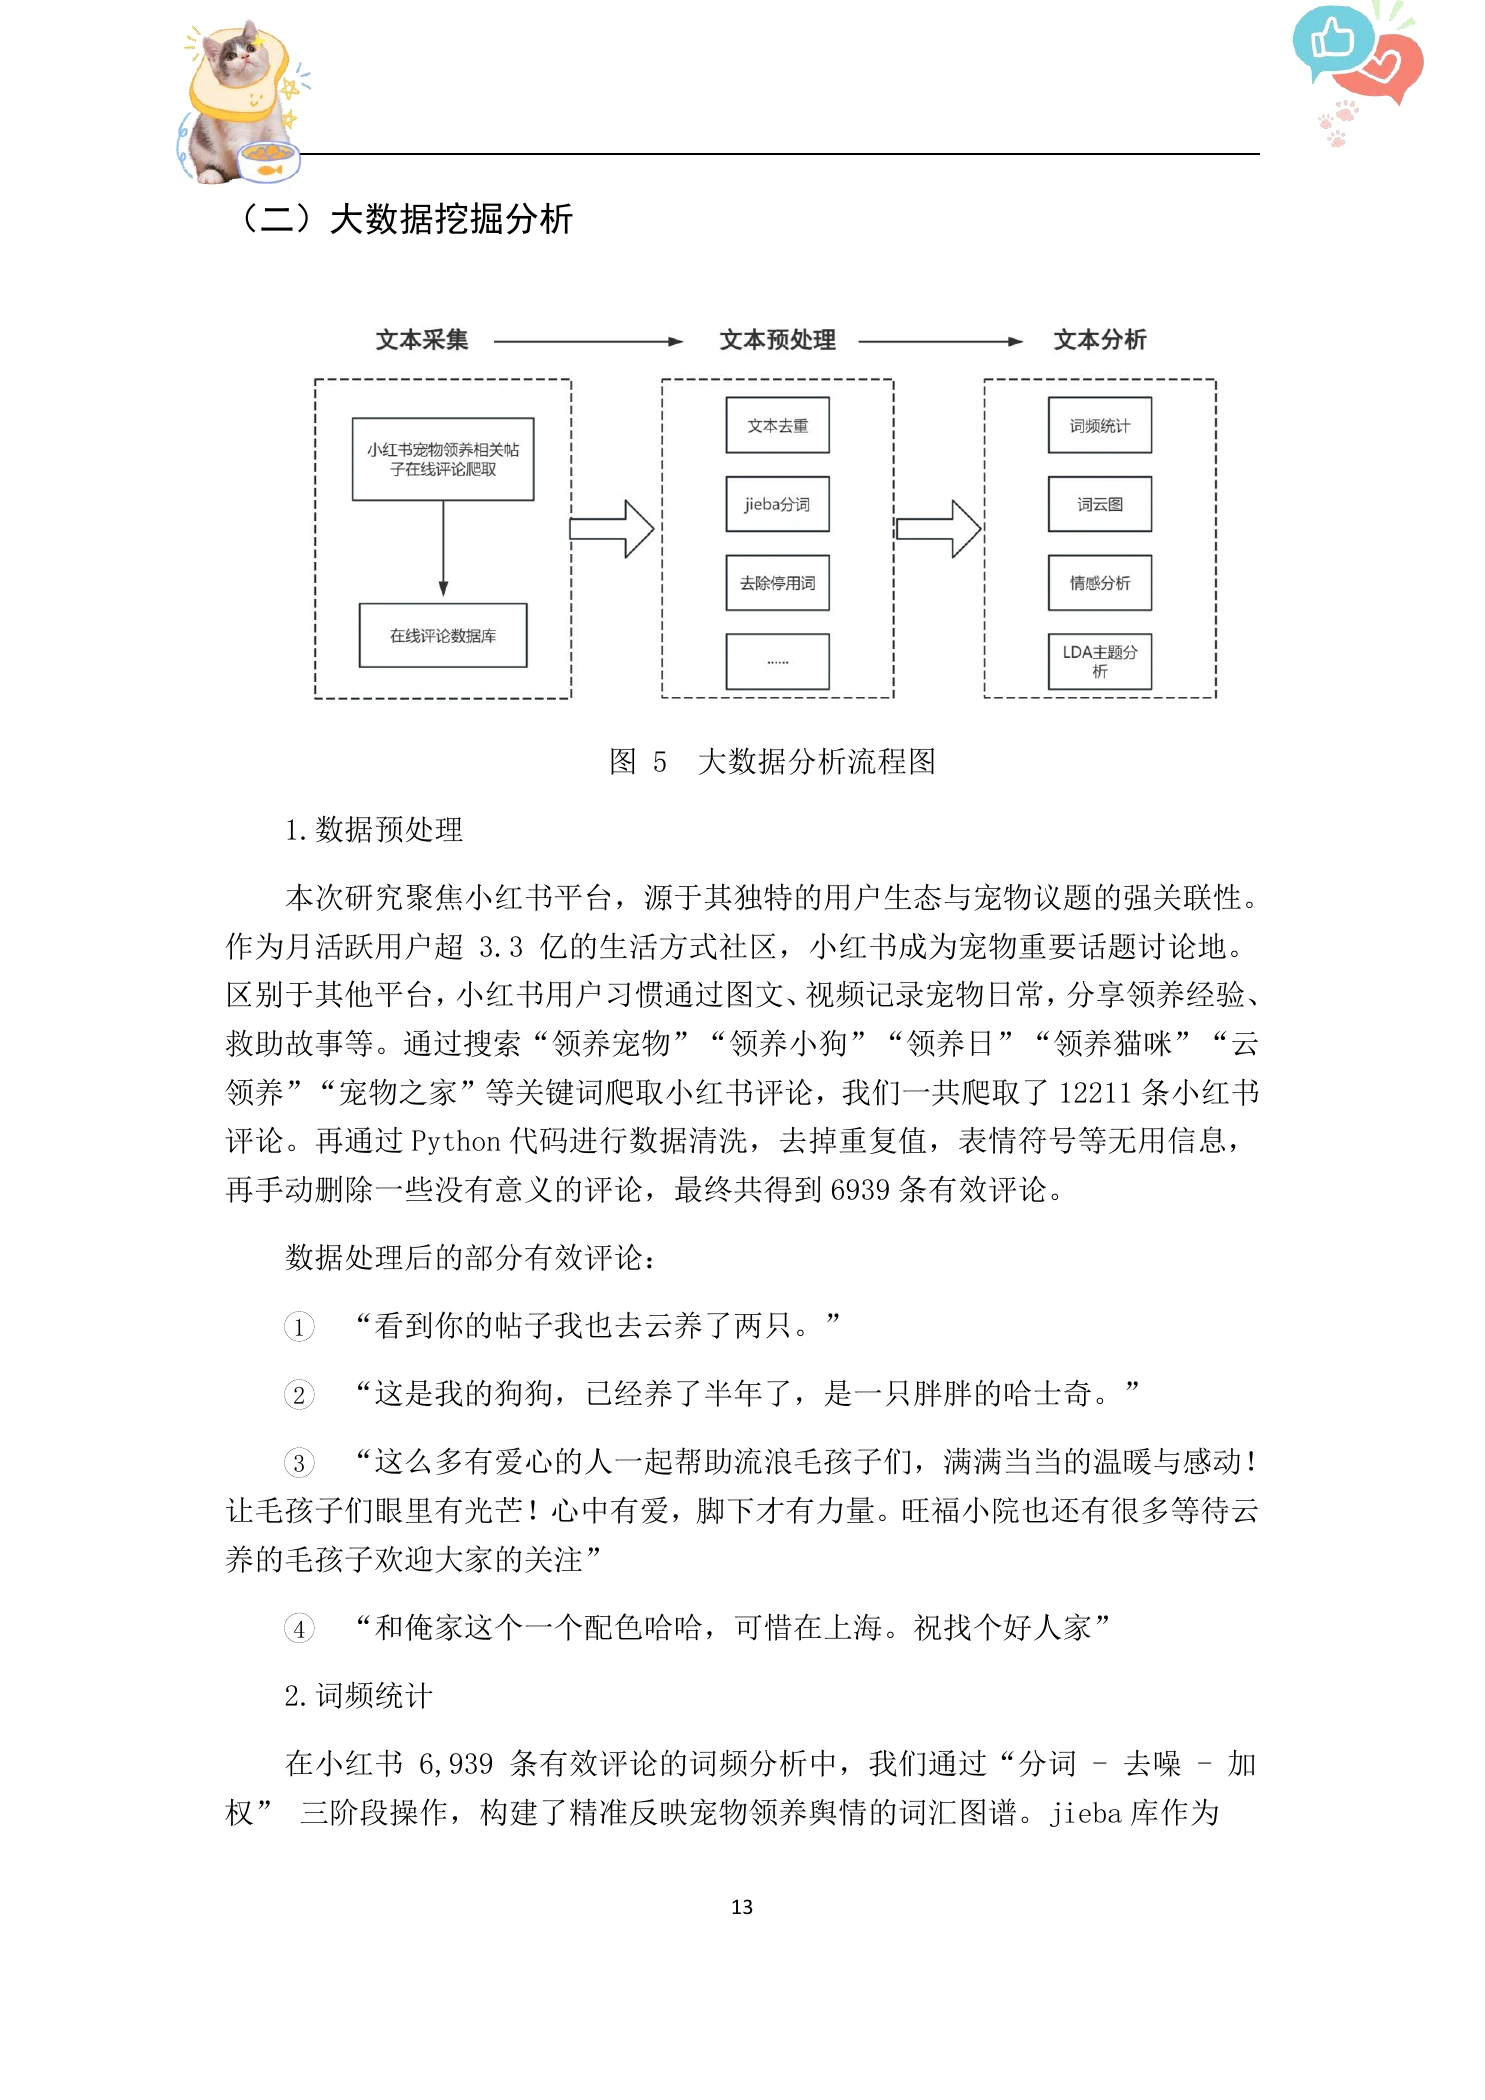 （二）大数据挖掘分析
文本采集
文本预处理
文本分析
小红书宠物领养相关帖
子在线评论爬取
在线评论数据库
文本去重
jieba分词
去除停用词
......
词频统计
词云图
情感分析
LDA主题分
析
图 5 大数据分析流程图
1.数据预处理
本次研究聚焦小红书平台，源于其独特的用户生态与宠物议题的强关联性。
作为月活跃用户超 3.3 亿的生活方式社区，小红书成为宠物重要话题讨论地。
区别于其他平台，小红书用户习惯通过图文、视频记录宠物日常，分享领养经验、
救助故事等。通过搜索“领养宠物”“领养小狗”“领养日”“领养猫咪”“云
领养”“宠物之家”等关键词爬取小红书评论，我们一共爬取了 12211 条小红书
评论。再通过 Python 代码进行数据清洗，去掉重复值，表情符号等无用信息，
再手动删除一些没有意义的评论，最终共得到 6939 条有效评论。
数据处理后的部分有效评论：
① “看到你的帖子我也去云养了两只。”
② “这是我的狗狗，已经养了半年了，是一只胖胖的哈士奇。”
③ “这么多有爱心的人一起帮助流浪毛孩子们，满满当当的温暖与感动！
让毛孩子们眼里有光芒！心中有爱，脚下才有力量。旺福小院也还有很多等待云
养的毛孩子欢迎大家的关注”
④ “和俺家这个一个配色哈哈，可惜在上海。祝找个好人家”
2.词频统计
在小红书 6,939 条有效评论的词频分析中，我们通过“分词 - 去噪 - 加
权” 三阶段操作，构建了精准反映宠物领养舆情的词汇图谱。jieba 库作为
13